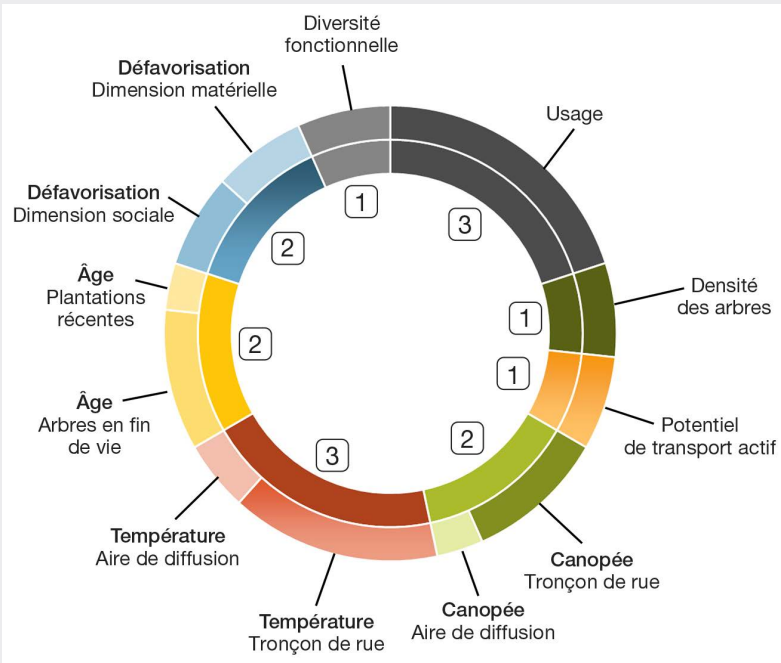 Diversité
fonctionnelle
Défavorisation
Dimension matérielle
Usage
Défavorisation
Dimension sociale
1
3
2
Âge
Plantations
récentes
Densité
des arbres
1
2
1
Âge
Arbres en fin
de vie
Potentiel
de transport actif
2
3
Température
Aire de diffusion
Canopée
Tronçon de rue
Canopée
Aire de diffusion
Température
Tronçon de rue